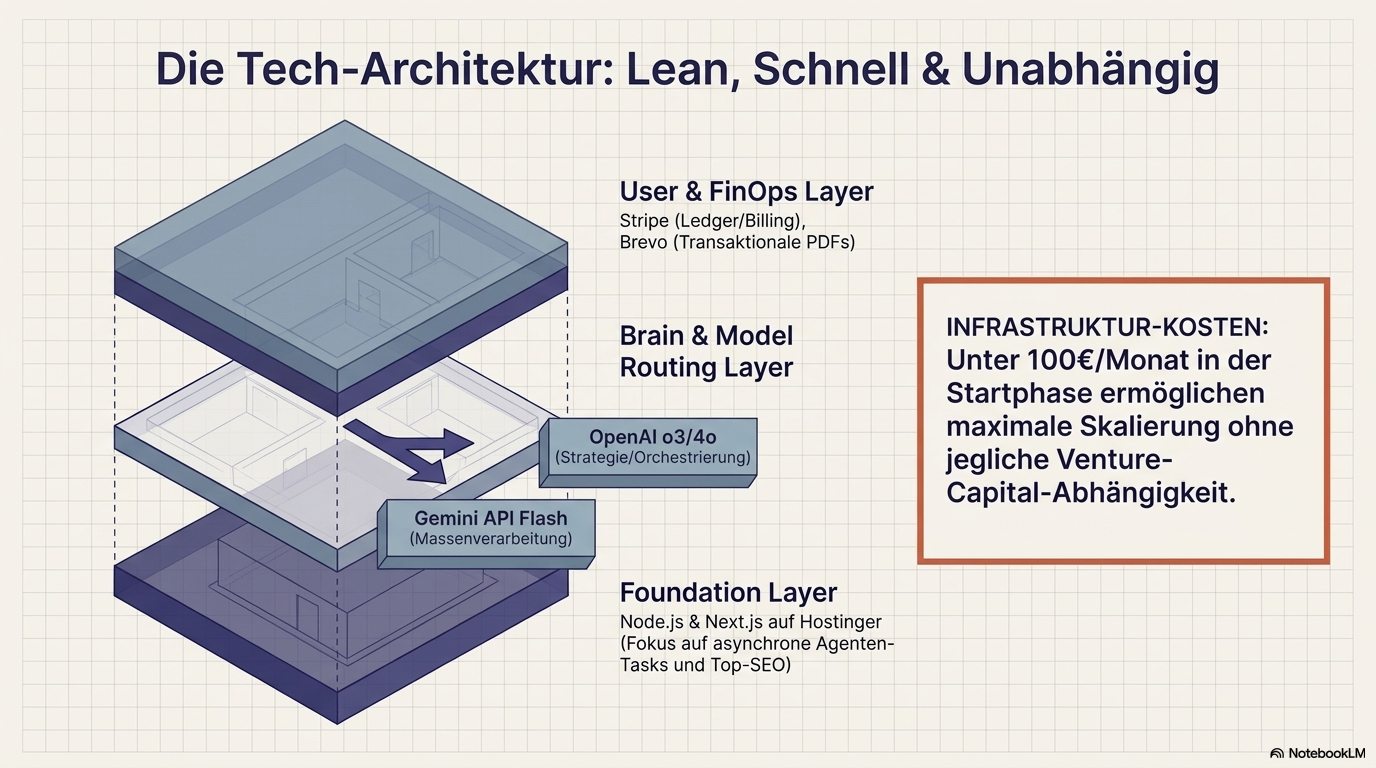 Die Tech-Architektur: Lean, Schnell & Unabhängig
User & FinOps Layer
Stripe (Ledger/Billing),
Brevo (Transaktionale PDFs)
Brain & Model
Routing Layer
OpenAI o3/4o
(Strategie/Orchestrierung)
Gemini API Flash
(Massenverarbeitung)
Foundation Layer
Node.js & Next.js auf Hostinger
(Fokus auf asynchrone Agenten-
Tasks und Top-SEO)
INFRASTRUKTUR-KOSTEN:
Unter 100€/Monat in der
Startphase ermöglichen
maximale Skalierung ohne
jegliche Venture-
Capital-Abhängigkeit.
NotebookLM